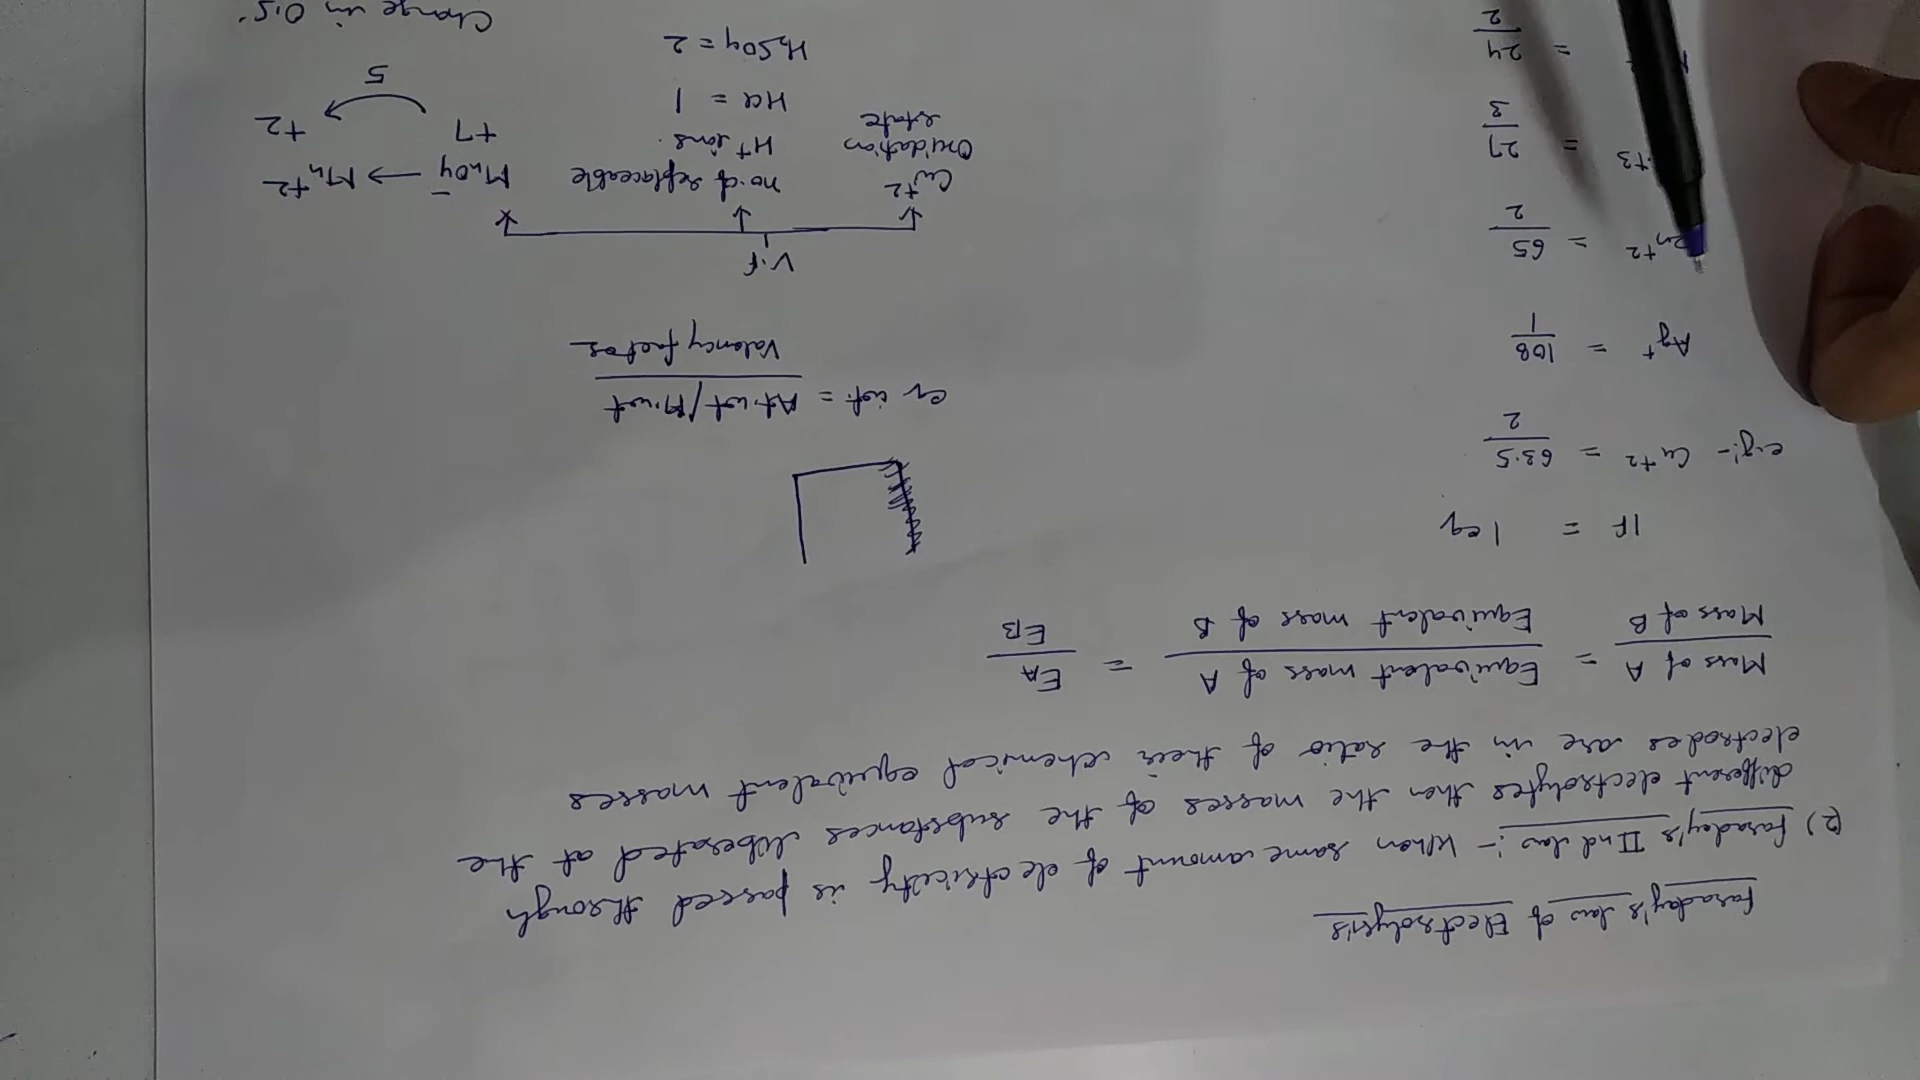 Faraday's law of Electrolysis
2) Faraday's IInd law :- When same amount of electricity is passed through
different electrolytes then the masses of the substances liberated at the
electrodes are in the ratio of their chemical equivalent masses
Mass of A / Mass of B = Equivalent mass of A / Equivalent mass of B = EA / EB
1F = 1 eq
e.g:- Cu+2 = 63.5 / 2
Ag+ = 108 / 1
Zn+2 = 65 / 2
+3 = 27 / 3
= 24 / 2
eq wt. = At.wt/M.wt / Valency factor
V.f
Cu+2
Oxidation
state
no. of replaceable
H+ ions.
HCl = 1
H2SO4 = 2
MnO4- → Mn+2
+7 +2
5
Change in O.S.